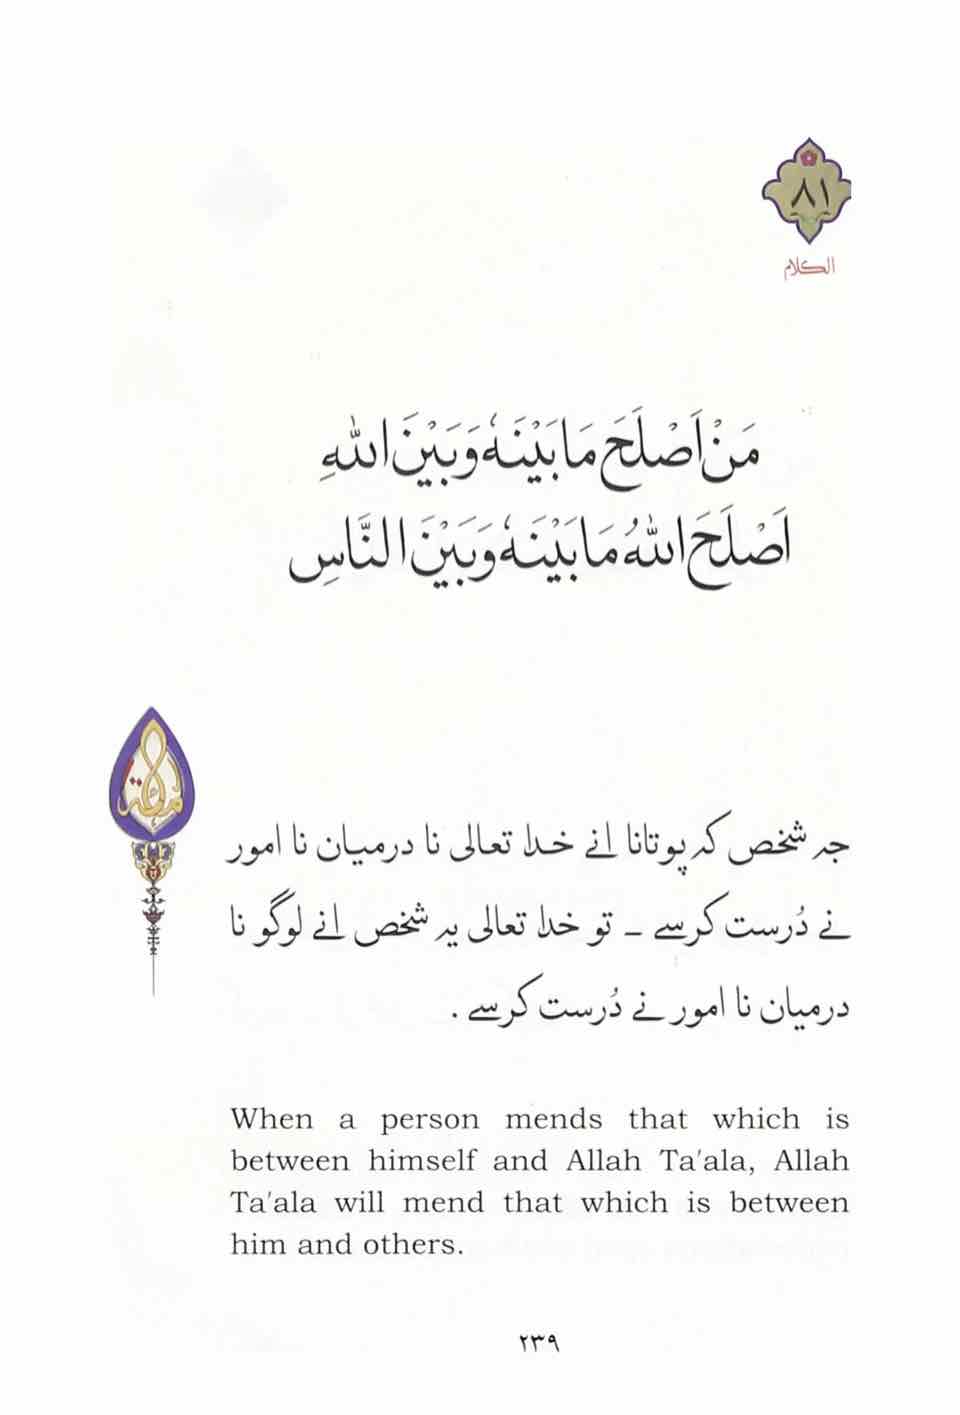 ٨١
الكلام
مَنْ اَصْلَحَ مَا بَيْنَهٗ وَبَيْنَ اللهِ
اَصْلَحَ اللهُ مَا بَيْنَهٗ وَبَيْنَ النَّاسِ
جہ شخص کہ پوتانا انے خدا تعالی نا درمیان نا امور
نے دُرست کرسے ۔ تو خدا تعالی یہ شخص انے لوگو نا
درمیان نا امور نے دُرست کرسے .
When a person mends that which is
between himself and Allah Ta'ala, Allah
Ta'ala will mend that which is between
him and others.
٢٣٩